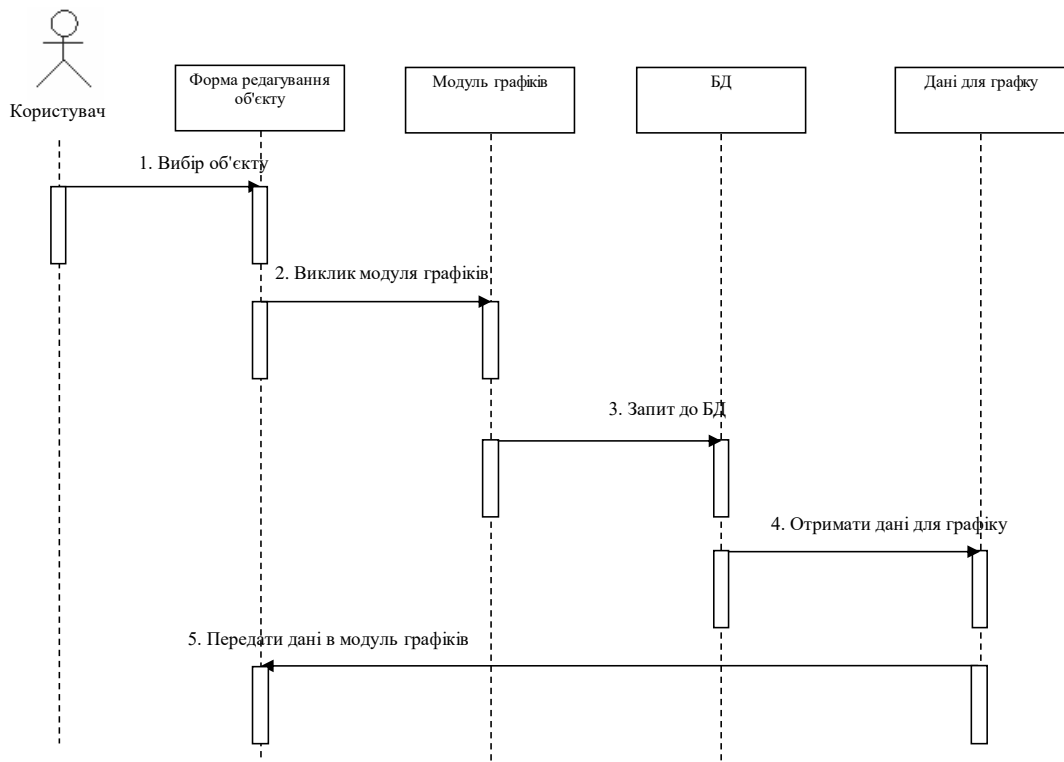 Користувач
Форма редагування
об'єкту
Модуль графіків
БД
Дані для графку
1. Вибір об'єкту
2. Виклик модуля графіків
3. Запит до БД
4. Отримати дані для графіку
5. Передати дані в модуль графіків